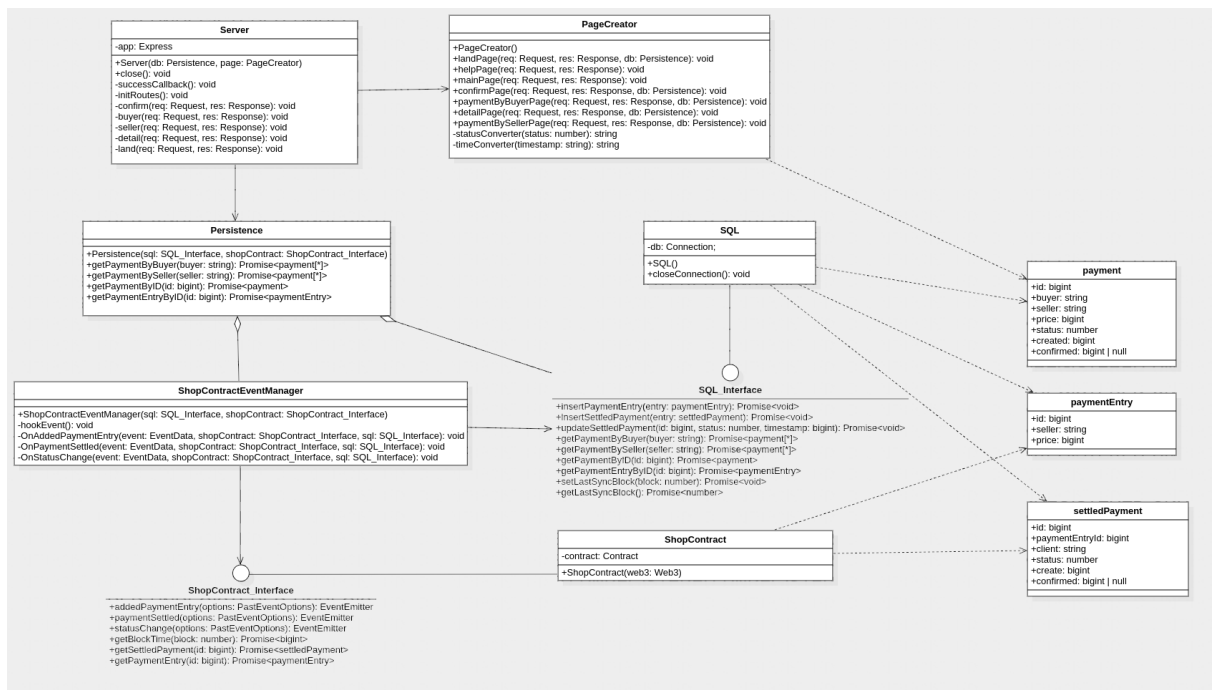 Server
-app: Express
+Server(db: Persistence, page: PageCreator)
+close(): void
-successCallback(): void
-initRoutes(): void
-confirm(req: Request, res: Response): void
-buyer(req: Request, res: Response): void
-seller(req: Request, res: Response): void
-detail(req: Request, res: Response): void
-land(req: Request, res: Response): void
PageCreator
+PageCreator()
+landPage(req: Request, res: Response, db: Persistence): void
+helpPage(req: Request, res: Response): void
+mainPage(req: Request, res: Response): void
+confirmPage(req: Request, res: Response, db: Persistence): void
+paymentByBuyerPage(req: Request, res: Response, db: Persistence): void
+detailPage(req: Request, res: Response, db: Persistence): void
+paymentBySellerPage(req: Request, res: Response, db: Persistence): void
-statusConverter(status: number): string
-timeConverter(timestamp: string): string
Persistence
+Persistence(sql: SQL_Interface, shopContract: ShopContract_Interface)
+getPaymentByBuyer(buyer: string): Promise<payment[*]>
+getPaymentBySeller(seller: string): Promise<payment[*]>
+getPaymentByID(id: bigint): Promise<payment>
+getPaymentEntryByID(id: bigint): Promise<paymentEntry>
SQL
-db: Connection;
+SQL()
+closeConnection(): void
payment
+id: bigint
+buyer: string
+seller: string
+price: bigint
+status: number
+created: bigint
+confirmed: bigint | null
ShopContractEventManager
+ShopContractEventManager(sql: SQL_Interface, shopContract: ShopContract_Interface)
-hookEvent(): void
-OnAddedPaymentEntry(event: EventData, shopContract: ShopContract_Interface, sql: SQL_Interface): void
-OnPaymentSettled(event: EventData, shopContract: ShopContract_Interface, sql: SQL_Interface): void
-OnStatusChange(event: EventData, shopContract: ShopContract_Interface, sql: SQL_Interface): void
SQL_Interface
+insertPaymentEntry(entry: paymentEntry): Promise<void>
+insertSettledPayment(entry: settledPayment): Promise<void>
+updateSettledPayment(id: bigint, status: number, timestamp: bigint): Promise<void>
+getPaymentByBuyer(buyer: string): Promise<payment[*]>
+getPaymentBySeller(seller: string): Promise<payment[*]>
+getPaymentByID(id: bigint): Promise<payment>
+getPaymentEntryByID(id: bigint): Promise<paymentEntry>
+setLastSyncBlock(block: number): Promise<void>
+getLastSyncBlock(): Promise<number>
paymentEntry
+id: bigint
+seller: string
+price: bigint
settledPayment
+id: bigint
+paymentEntryId: bigint
+client: string
+status: number
+create: bigint
+confirmed: bigint | null
ShopContract
-contract: Contract
+ShopContract(web3: Web3)
ShopContract_Interface
+addedPaymentEntry(options: PastEventOptions): EventEmitter
+paymentSettled(options: PastEventOptions): EventEmitter
+statusChange(options: PastEventOptions): EventEmitter
+getBlockTime(block: number): Promise<bigint>
+getSettledPayment(id: bigint): Promise<settledPayment>
+getPaymentEntry(id: bigint): Promise<paymentEntry>